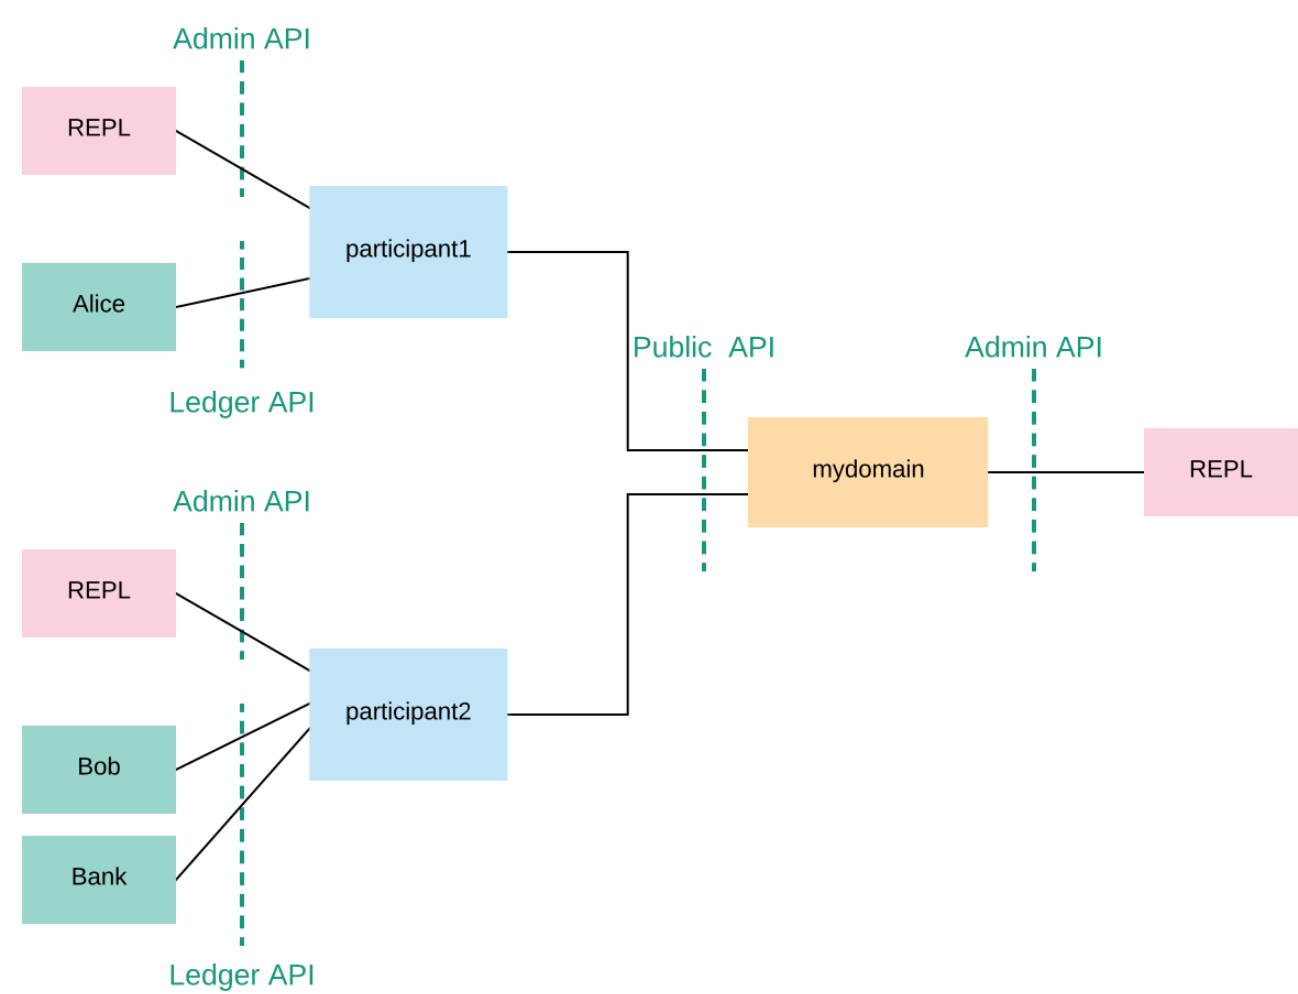 Admin API
REPL
participant1
Alice
Ledger API
Public API
Admin API
mydomain
REPL
Admin API
REPL
participant2
Bob
Bank
Ledger API